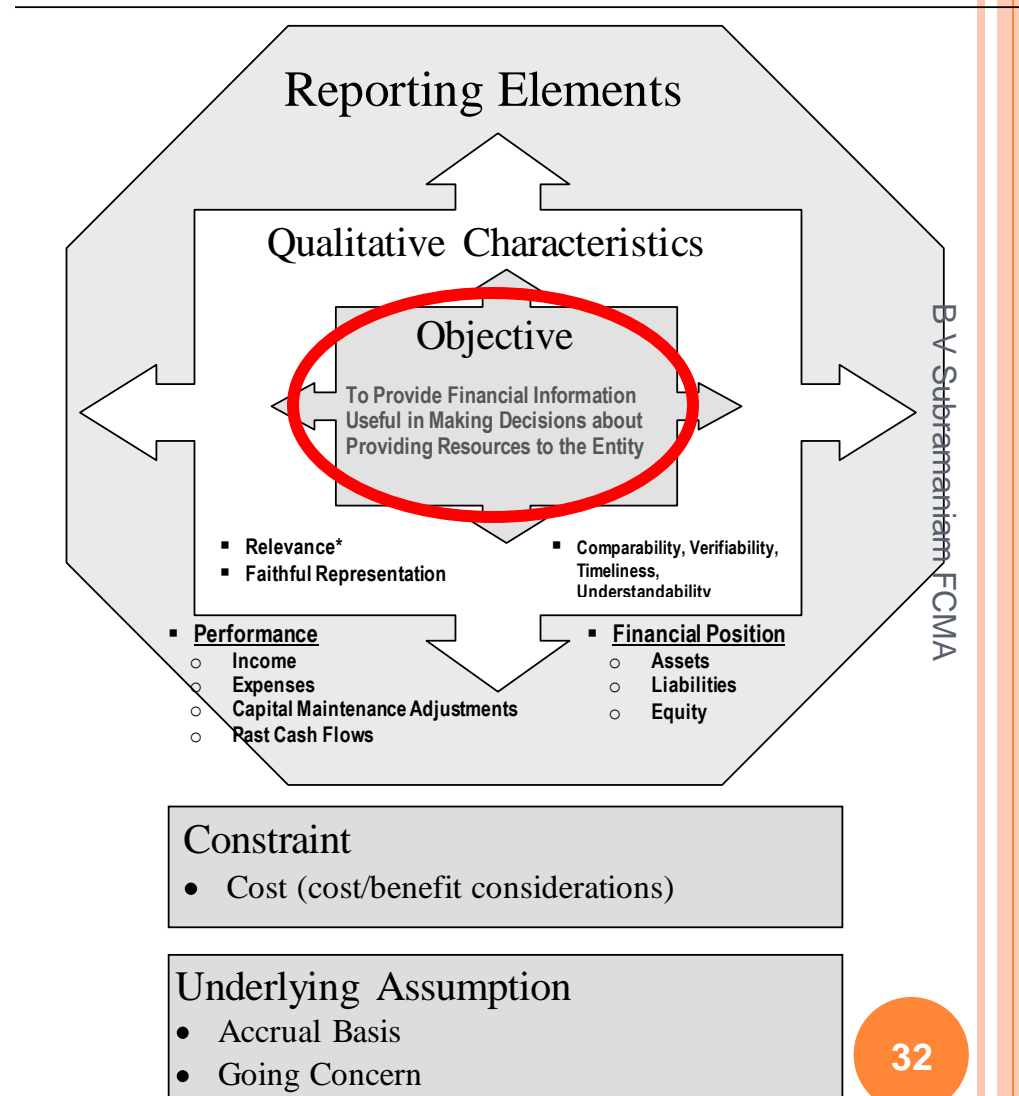 Reporting Elements
Qualitative Characteristics
Objective
To Provide Financial Information
Useful in Making Decisions about
Providing Resources to the Entity
▪ Relevance*
▪ Faithful Representation
▪ Comparability, Verifiability,
Timeliness,
Understandability
▪ Performance
o Income
o Expenses
o Capital Maintenance Adjustments
o Past Cash Flows
▪ Financial Position
o Assets
o Liabilities
o Equity
Constraint
• Cost (cost/benefit considerations)
Underlying Assumption
• Accrual Basis
• Going Concern
B V Subramaniam FCMA
32